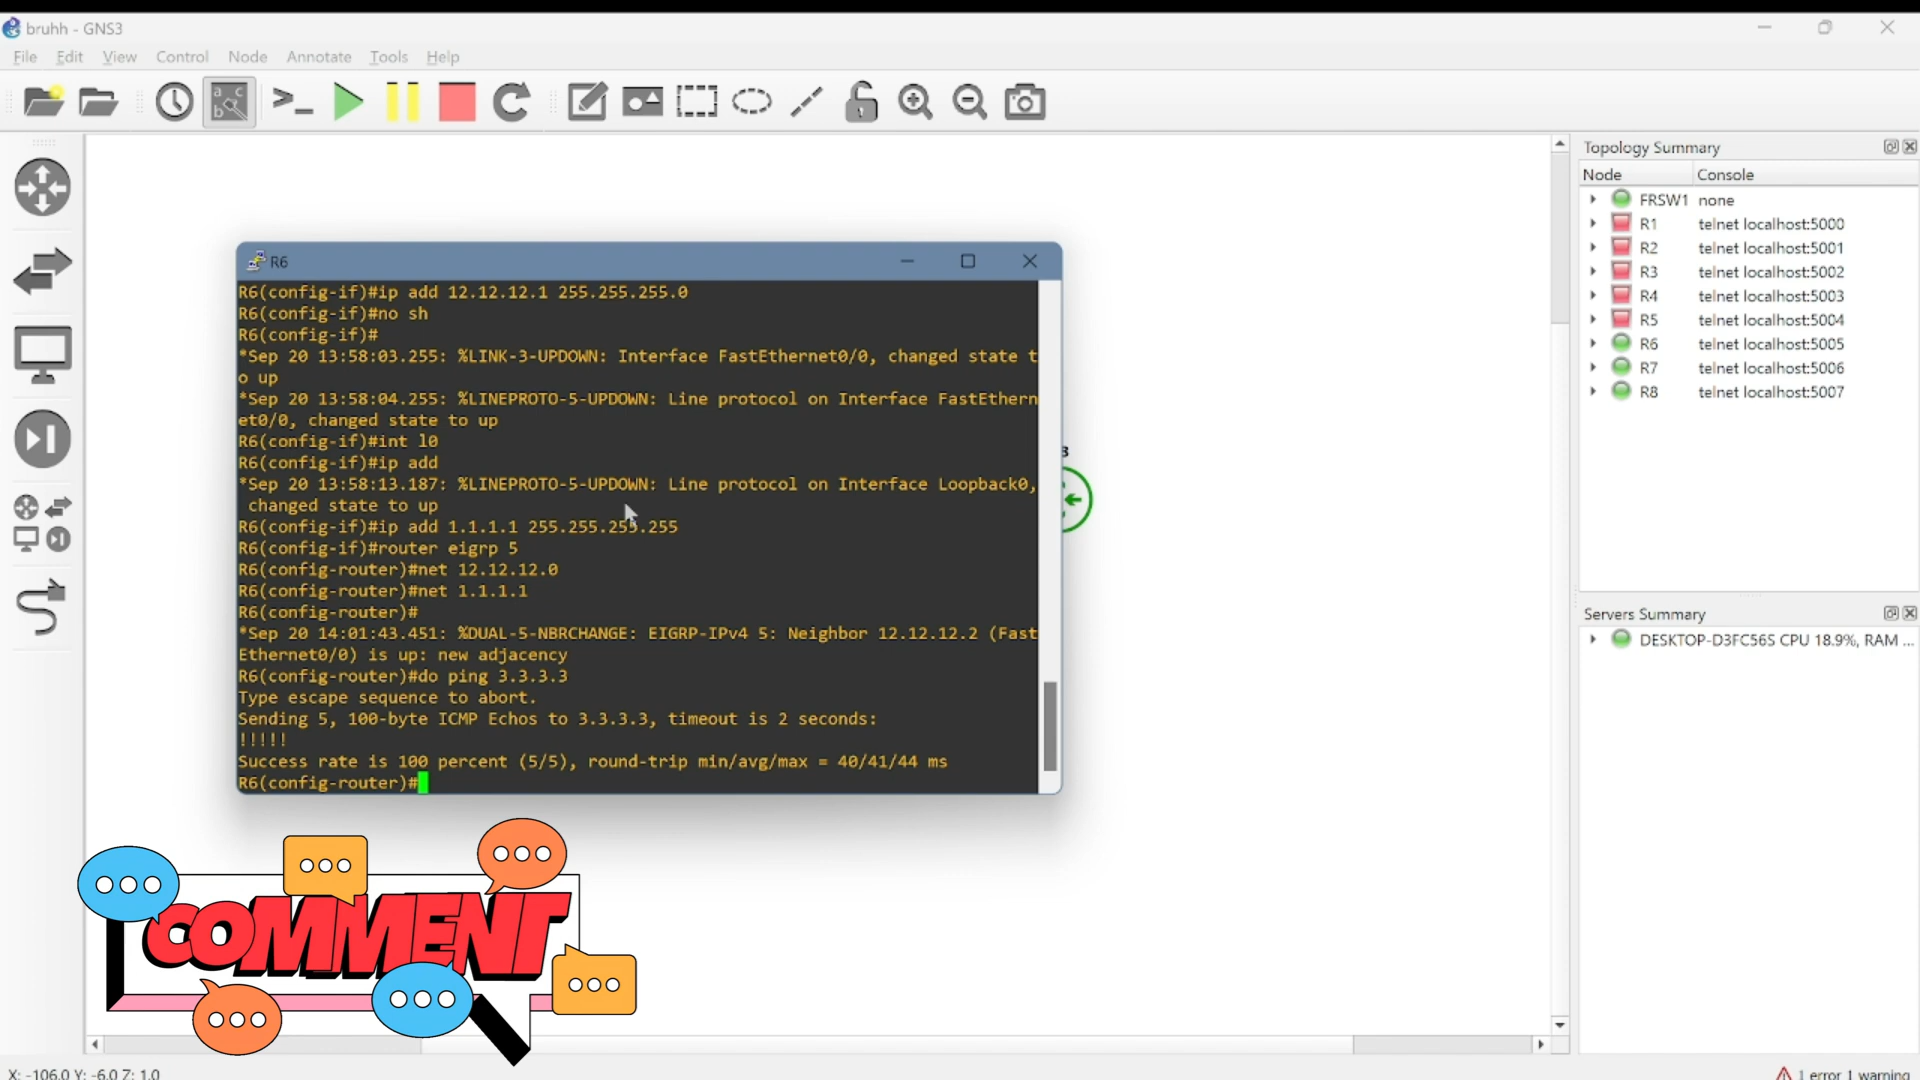 bruhh - GNS3
File Edit View Control Node Annotate Tools Help
Topology Summary
Node Console
FRSW1 none
R1 telnet localhost:5000
R2 telnet localhost:5001
R3 telnet localhost:5002
R4 telnet localhost:5003
R5 telnet localhost:5004
R6 telnet localhost:5005
R7 telnet localhost:5006
R8 telnet localhost:5007
R6
R6(config-if)#ip add 12.12.12.1 255.255.255.0
R6(config-if)#no sh
R6(config-if)#
*Sep 20 13:58:03.255: %LINK-3-UPDOWN: Interface FastEthernet0/0, changed state t
o up
*Sep 20 13:58:04.255: %LINEPROTO-5-UPDOWN: Line protocol on Interface FastEthern
et0/0, changed state to up
R6(config-if)#int l0
R6(config-if)#ip add
*Sep 20 13:58:13.187: %LINEPROTO-5-UPDOWN: Line protocol on Interface Loopback0,
changed state to up
R6(config-if)#ip add 1.1.1.1 255.255.255.255
R6(config-if)#router eigrp 5
R6(config-router)#net 12.12.12.0
R6(config-router)#net 1.1.1.1
R6(config-router)#
*Sep 20 14:01:43.451: %DUAL-5-NBRCHANGE: EIGRP-IPv4 5: Neighbor 12.12.12.2 (Fast
Ethernet0/0) is up: new adjacency
R6(config-router)#do ping 3.3.3.3
Type escape sequence to abort.
Sending 5, 100-byte ICMP Echos to 3.3.3.3, timeout is 2 seconds:
!!!!!
Success rate is 100 percent (5/5), round-trip min/avg/max = 40/41/44 ms
R6(config-router)#
Servers Summary
DESKTOP-D3FC56S CPU 18.9%, RAM ...
COMMENT
X: -106.0 Y: -6.0 Z: 1.0
1 error 1 warning